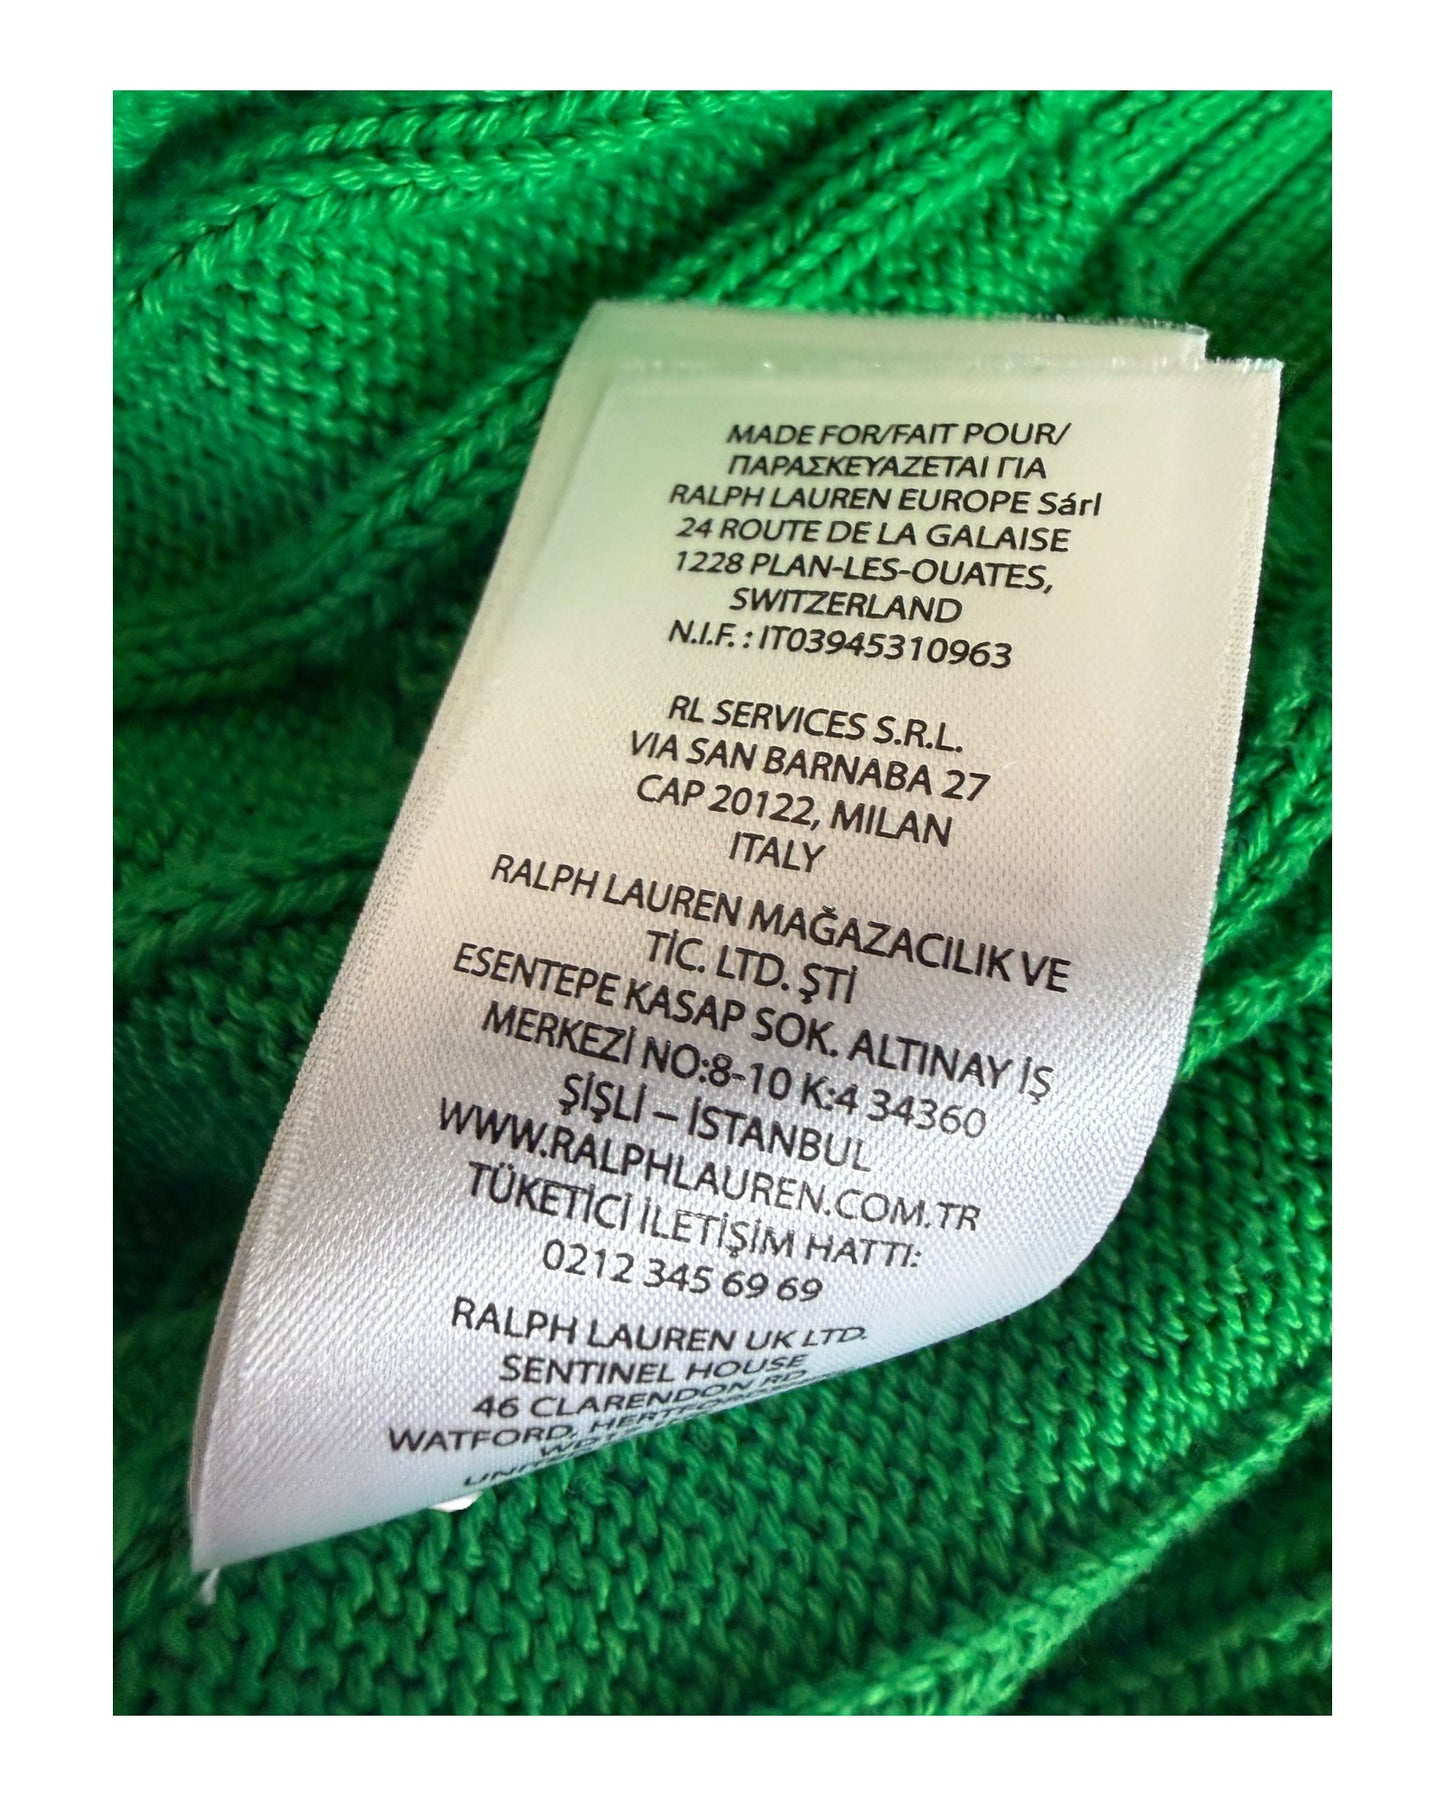 MADE FOR/FAIT POUR/
ΠΑΡΑΣΚΕΥΑΖΕΤΑΙ ΓΙΑ
RALPH LAUREN EUROPE Sárl
24 ROUTE DE LA GALAISE
1228 PLAN-LES-OUATES,
SWITZERLAND
N.I.F. : IT03945310963
RL SERVICES S.R.L.
VIA SAN BARNABA 27
CAP 20122, MILAN
ITALY
RALPH LAUREN MAĞAZACILIK VE
TİC. LTD. ŞTİ
ESENTEPE KASAP SOK. ALTINAY İŞ
MERKEZİ NO:8-10 K:4 34360
ŞİŞLİ – İSTANBUL
WWW.RALPHLAUREN.COM.TR
TÜKETİCİ İLETİŞİM HATTI:
0212 345 69 69
RALPH LAUREN UK LTD.
SENTINEL HOUSE
46 CLARENDON RD
WATFORD,